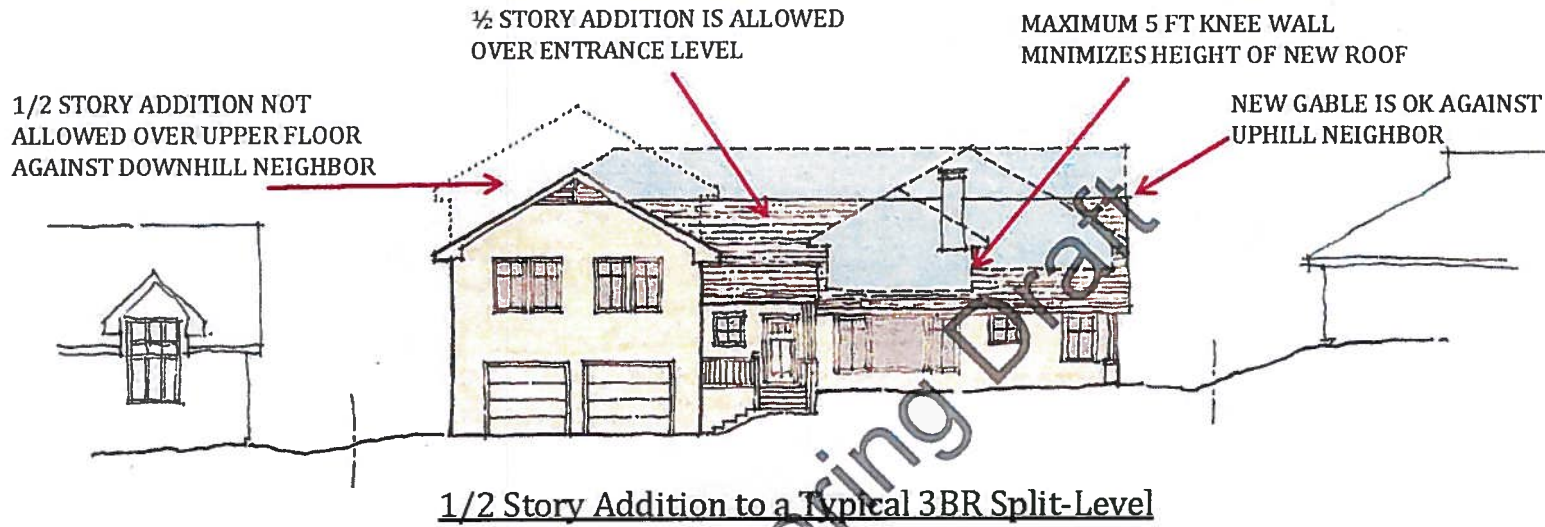 ½ STORY ADDITION IS ALLOWED
OVER ENTRANCE LEVEL
MAXIMUM 5 FT KNEE WALL
MINIMIZES HEIGHT OF NEW ROOF
1/2 STORY ADDITION NOT
ALLOWED OVER UPPER FLOOR
AGAINST DOWNHILL NEIGHBOR
NEW GABLE IS OK AGAINST
UPHILL NEIGHBOR
1/2 Story Addition to a Typical 3BR Split-Level
ring Draft